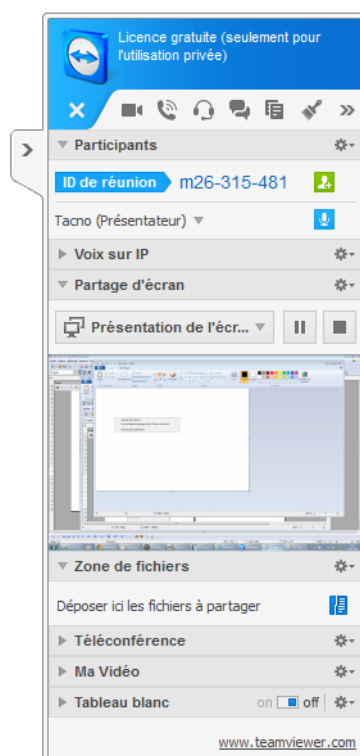 Licence gratuite (seulement pour
l'utilisation privée)
Participants
ID de réunion m26-315-481
Tacno (Présentateur)
Voix sur IP
Partage d'écran
Présentation de l'écr...
Zone de fichiers
Déposer ici les fichiers à partager
Téléconférence
Ma Vidéo
Tableau blanc on off
www.teamviewer.com